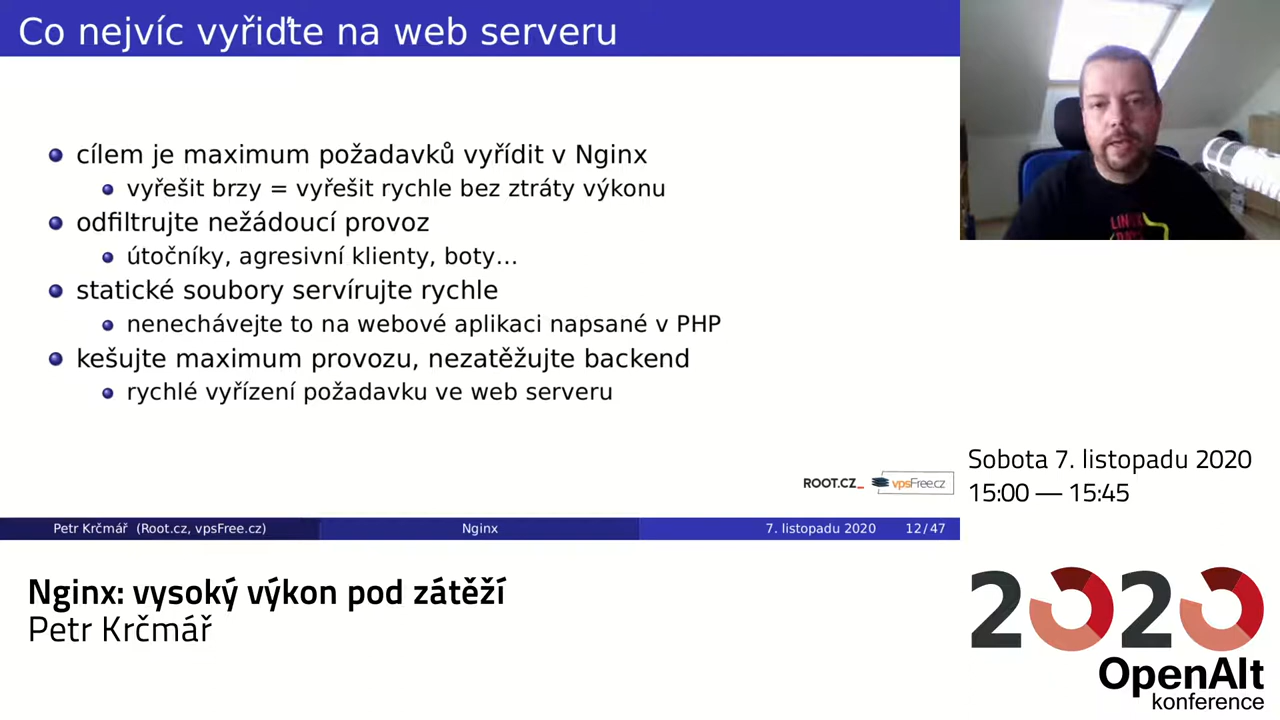 Co nejvíc vyřiďte na web serveru
cílem je maximum požadavků vyřídit v Nginx
vyřešit brzy = vyřešit rychle bez ztráty výkonu
odfiltrujte nežádoucí provoz
útočníky, agresivní klienty, boty…
statické soubory servírujte rychle
nenechávejte to na webové aplikaci napsané v PHP
kešujte maximum provozu, nezatěžujte backend
rychlé vyřízení požadavku ve web serveru
ROOT.CZ_ vpsFree.cz
Petr Krčmář (Root.cz, vpsFree.cz) Nginx 7. listopadu 2020 12/47
Sobota 7. listopadu 2020
15:00 — 15:45
Nginx: vysoký výkon pod zátěží
Petr Krčmář
2020
OpenAlt
konference
LINUX
DAYS